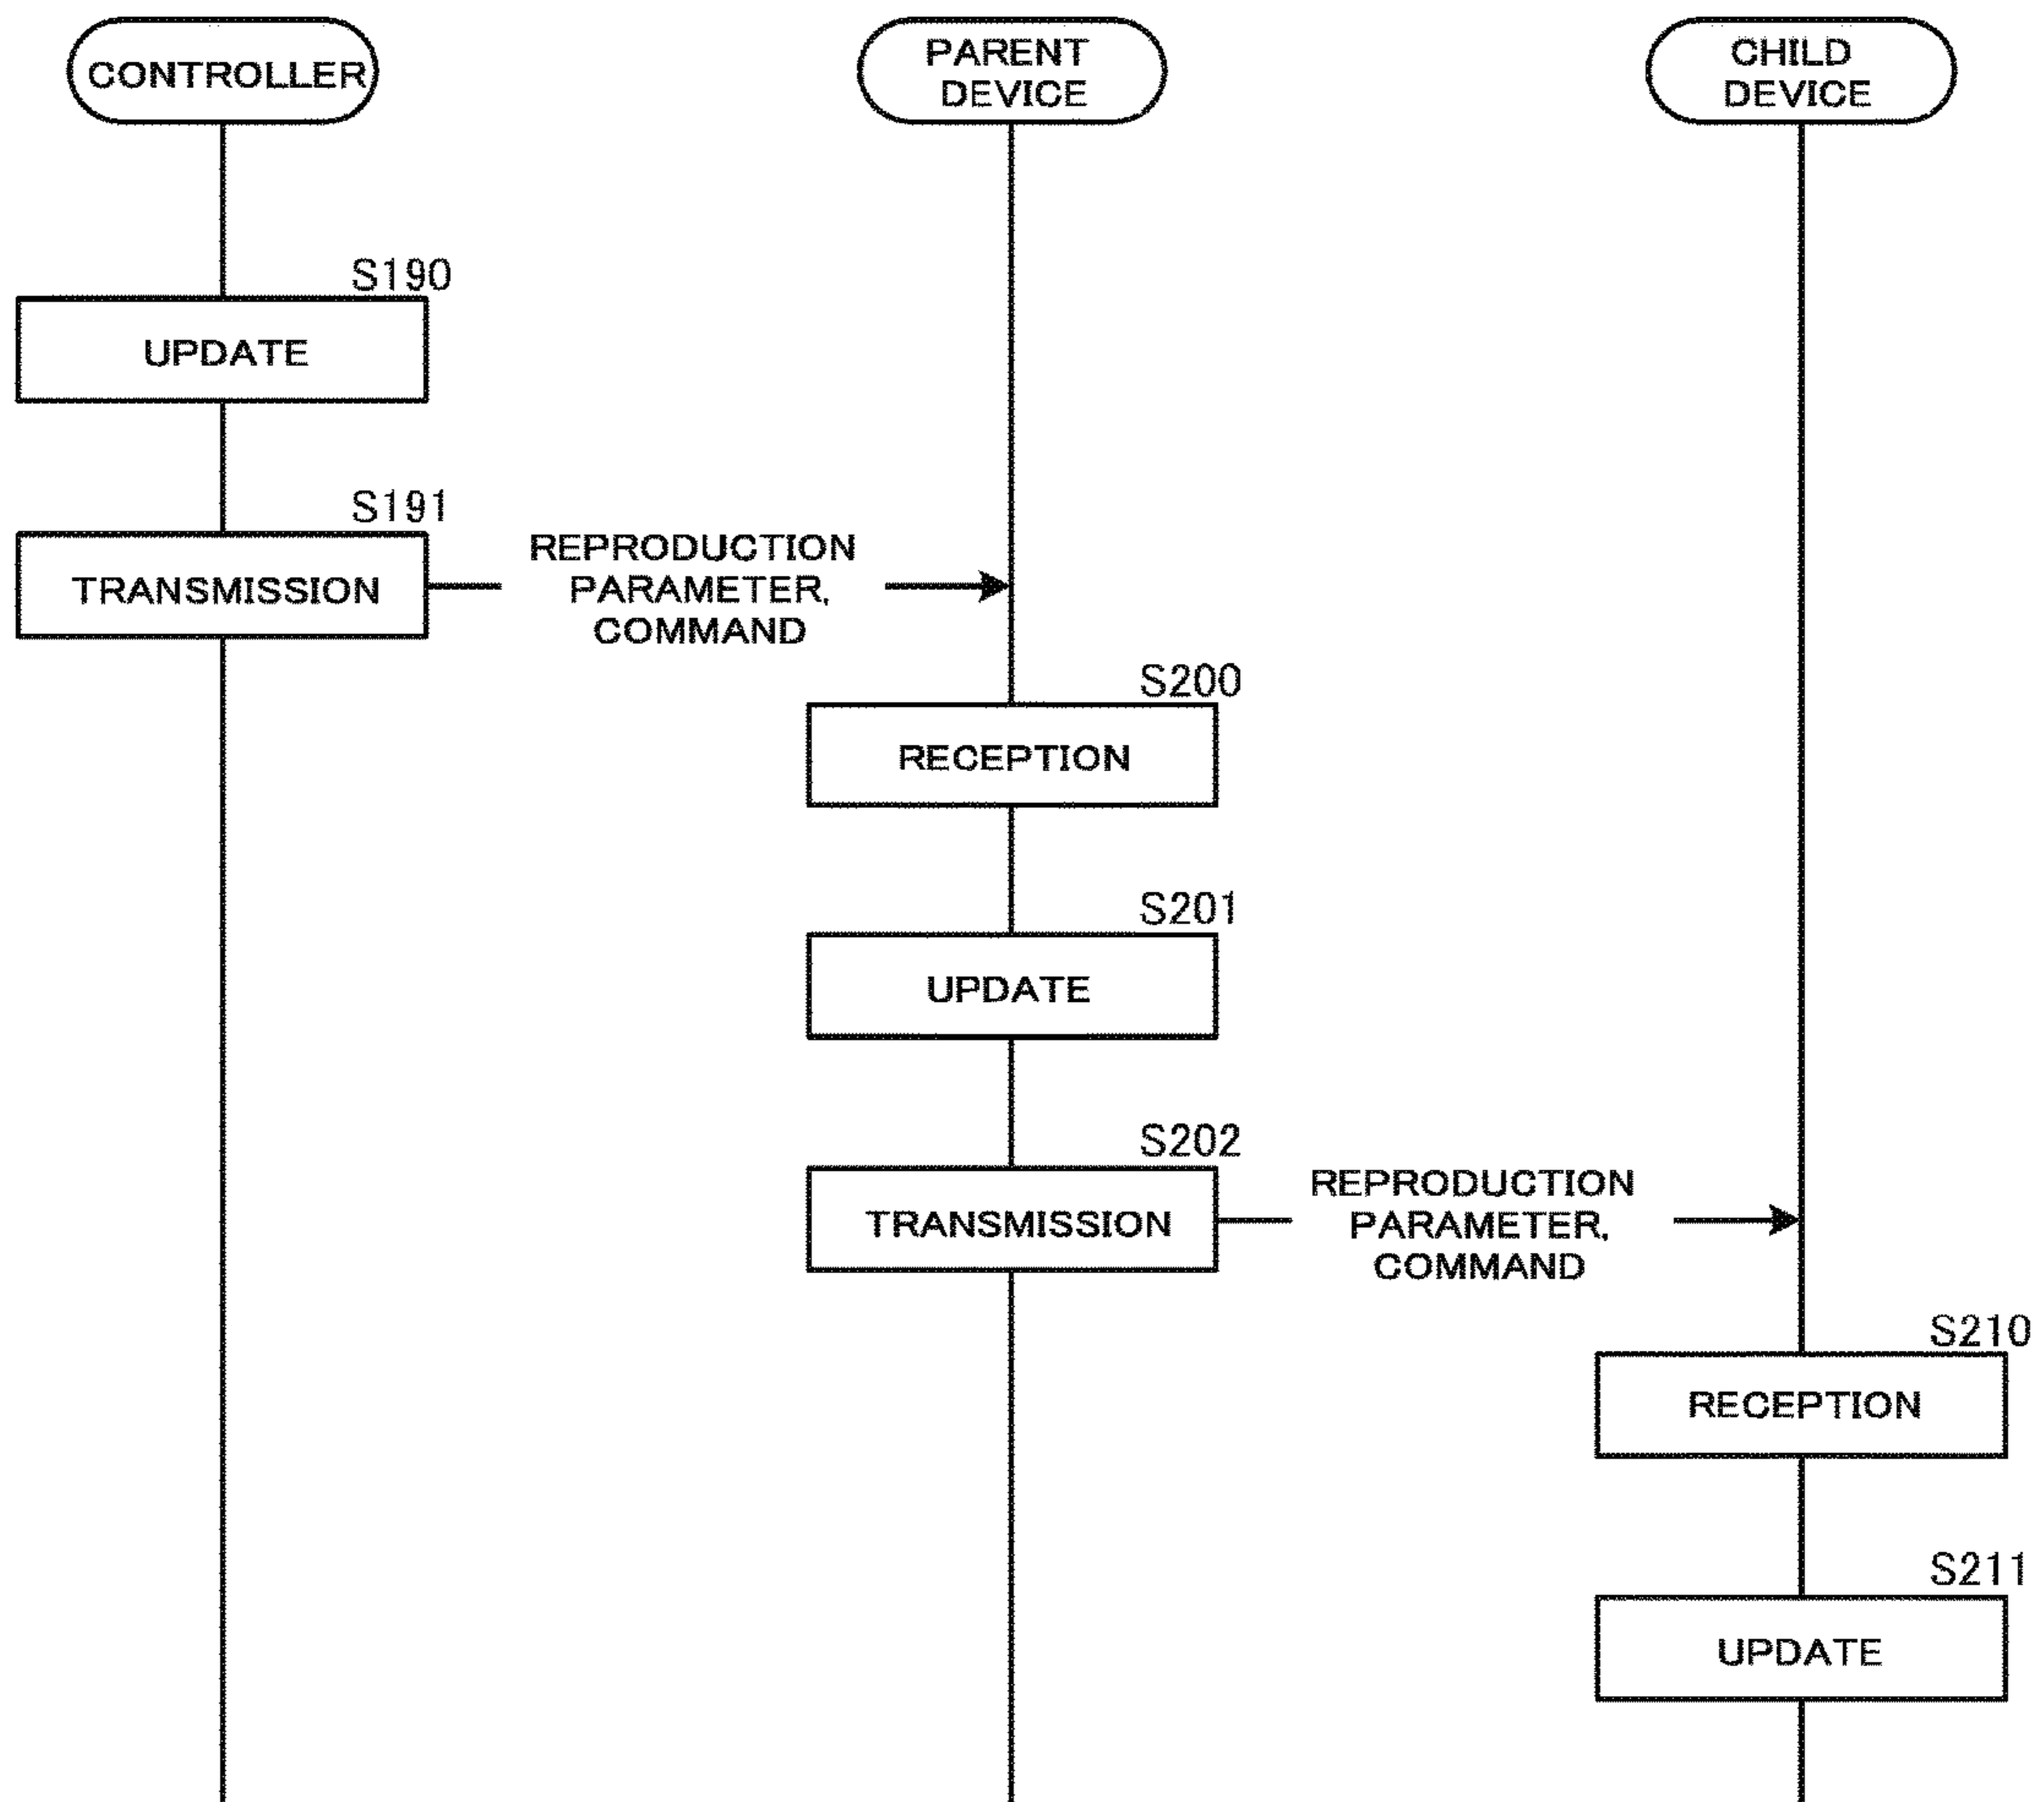 CONTROLLER
PARENT
DEVICE
CHILD
DEVICE
S190
UPDATE
S191
TRANSMISSION
REPRODUCTION
PARAMETER,
COMMAND
S200
RECEPTION
S201
UPDATE
S202
TRANSMISSION
REPRODUCTION
PARAMETER,
COMMAND
S210
RECEPTION
S211
UPDATE